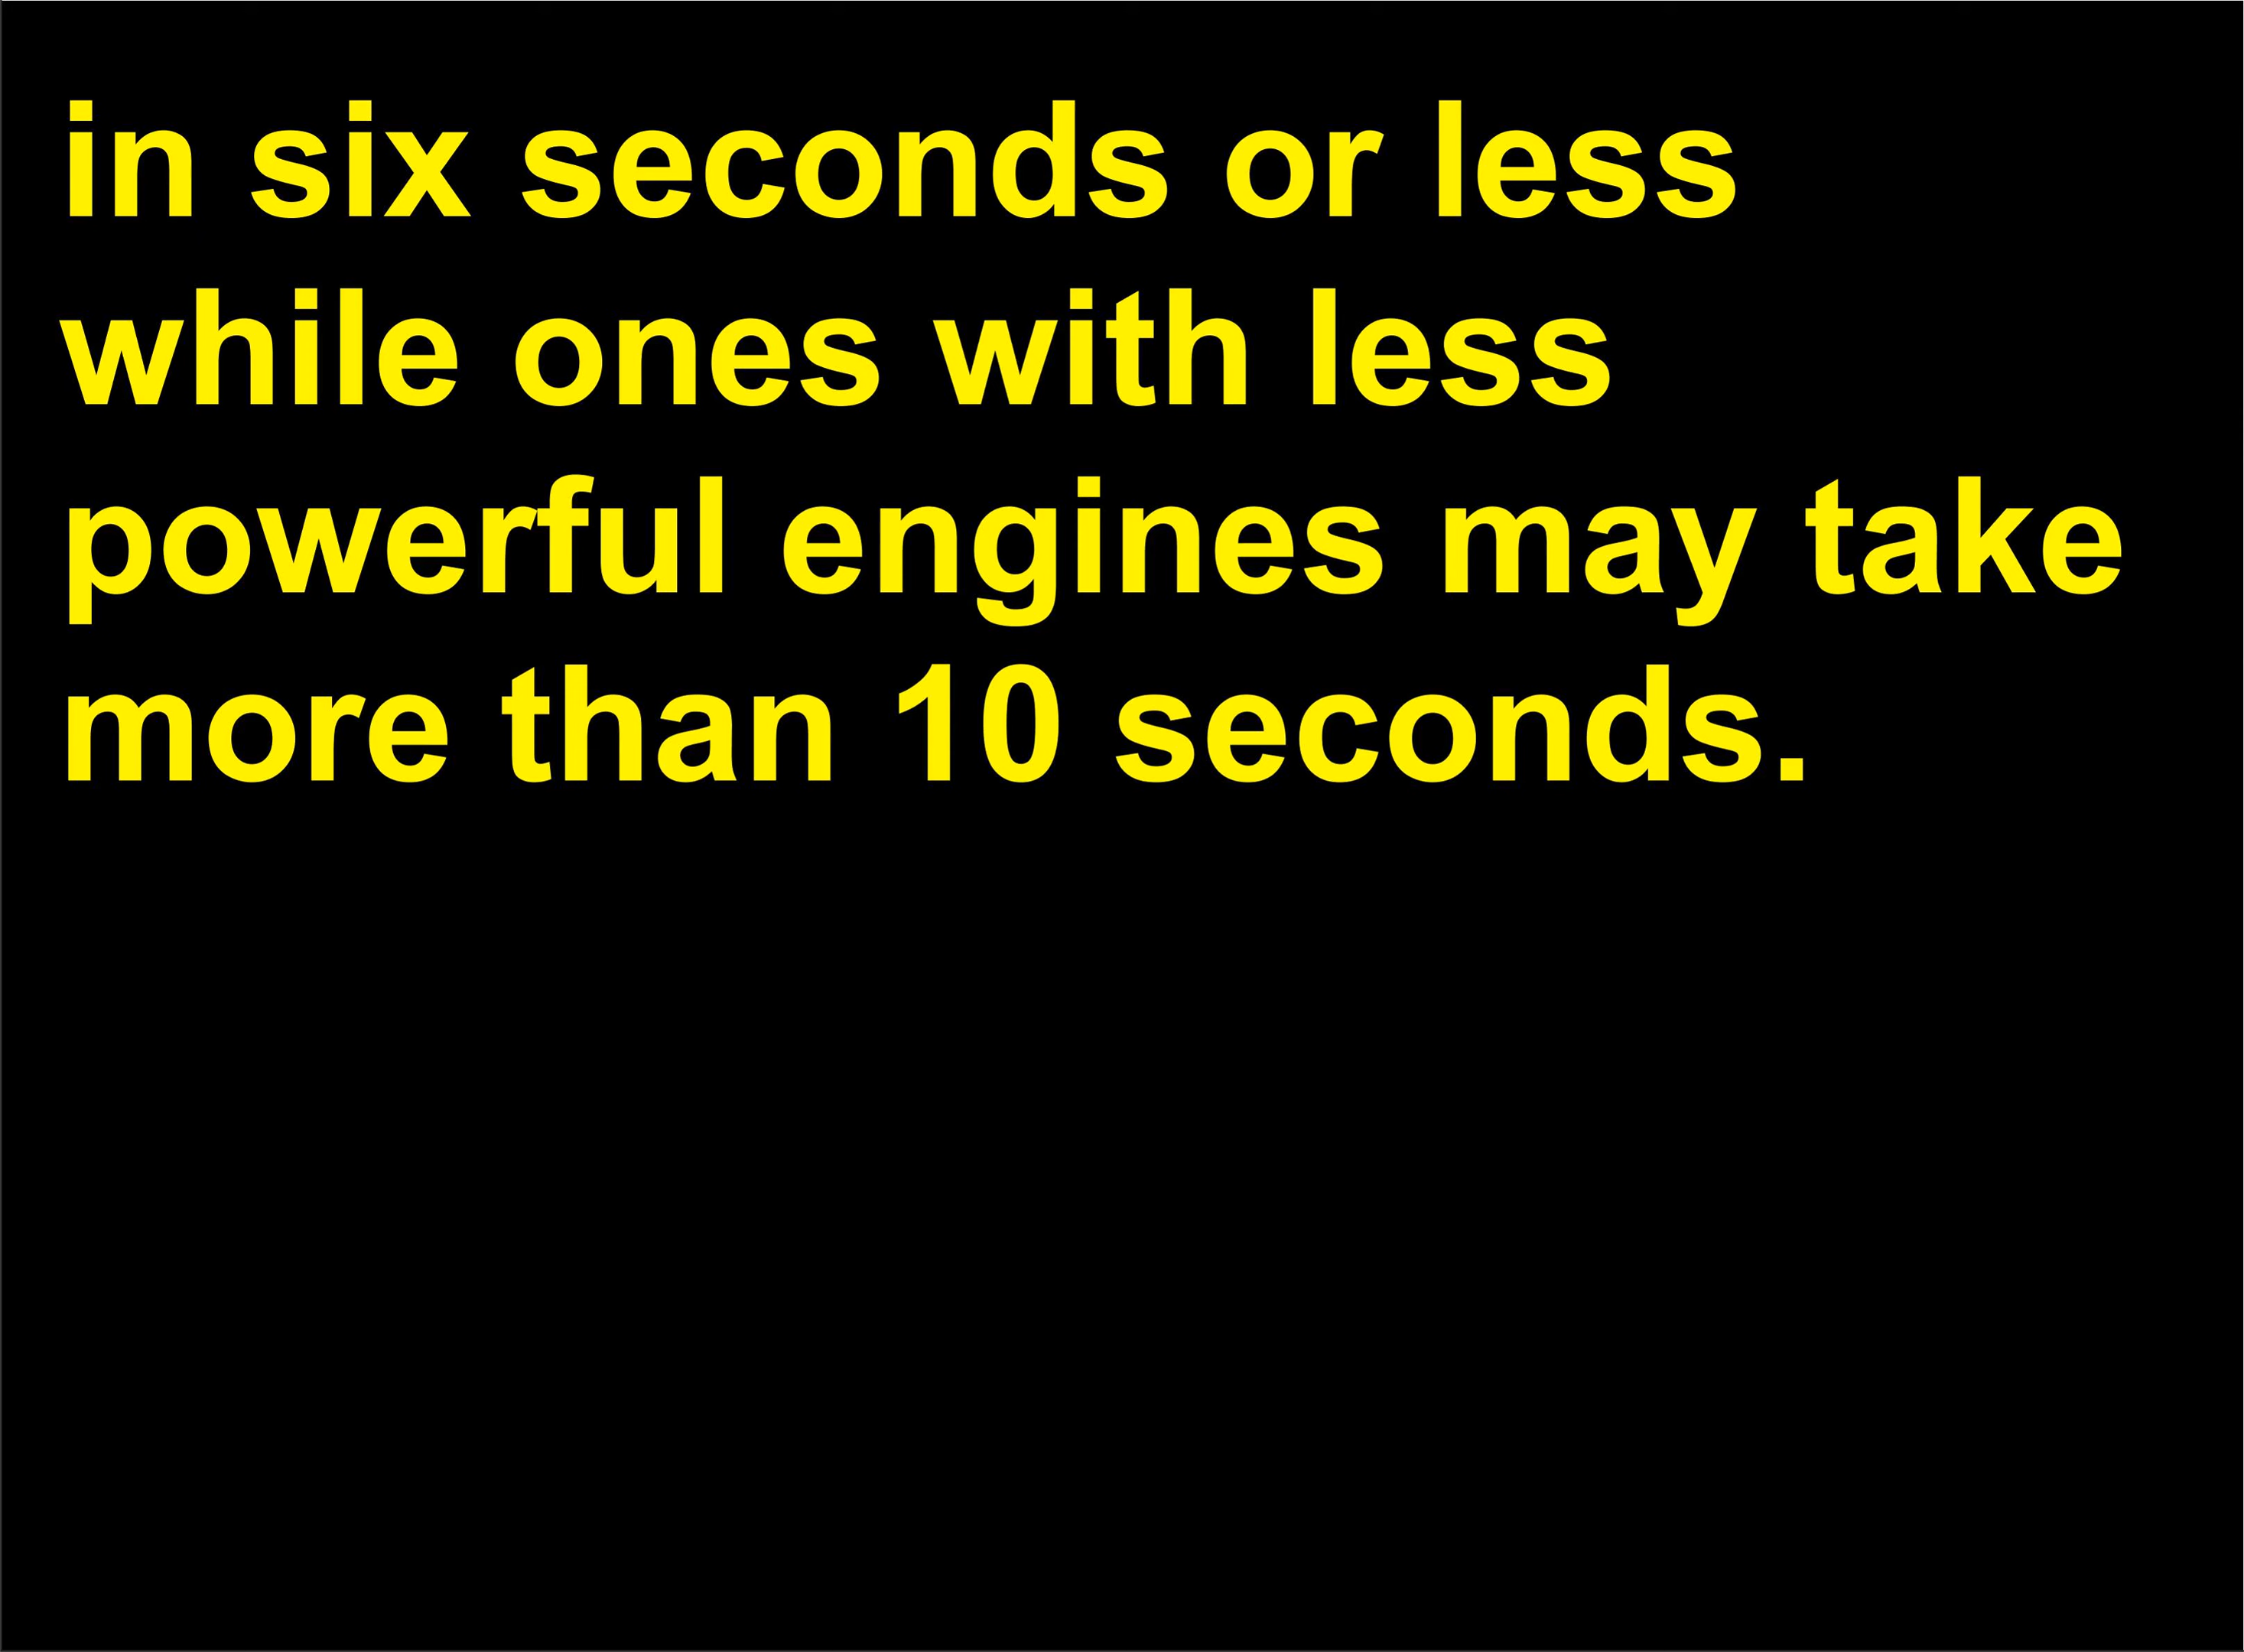 in six seconds or less
while ones with less
powerful engines may take
more than 10 seconds.